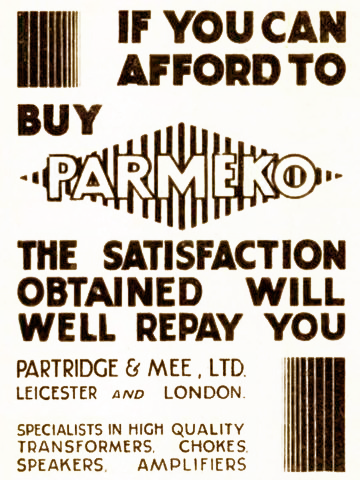 IF YOU CAN
AFFORD TO
BUY
PARMEKO
THE SATISFACTION
OBTAINED WILL
WELL REPAY YOU
PARTRIDGE & MEE, LTD.
LEICESTER AND LONDON.
SPECIALISTS IN HIGH QUALITY
TRANSFORMERS, CHOKES,
SPEAKERS, AMPLIFIERS